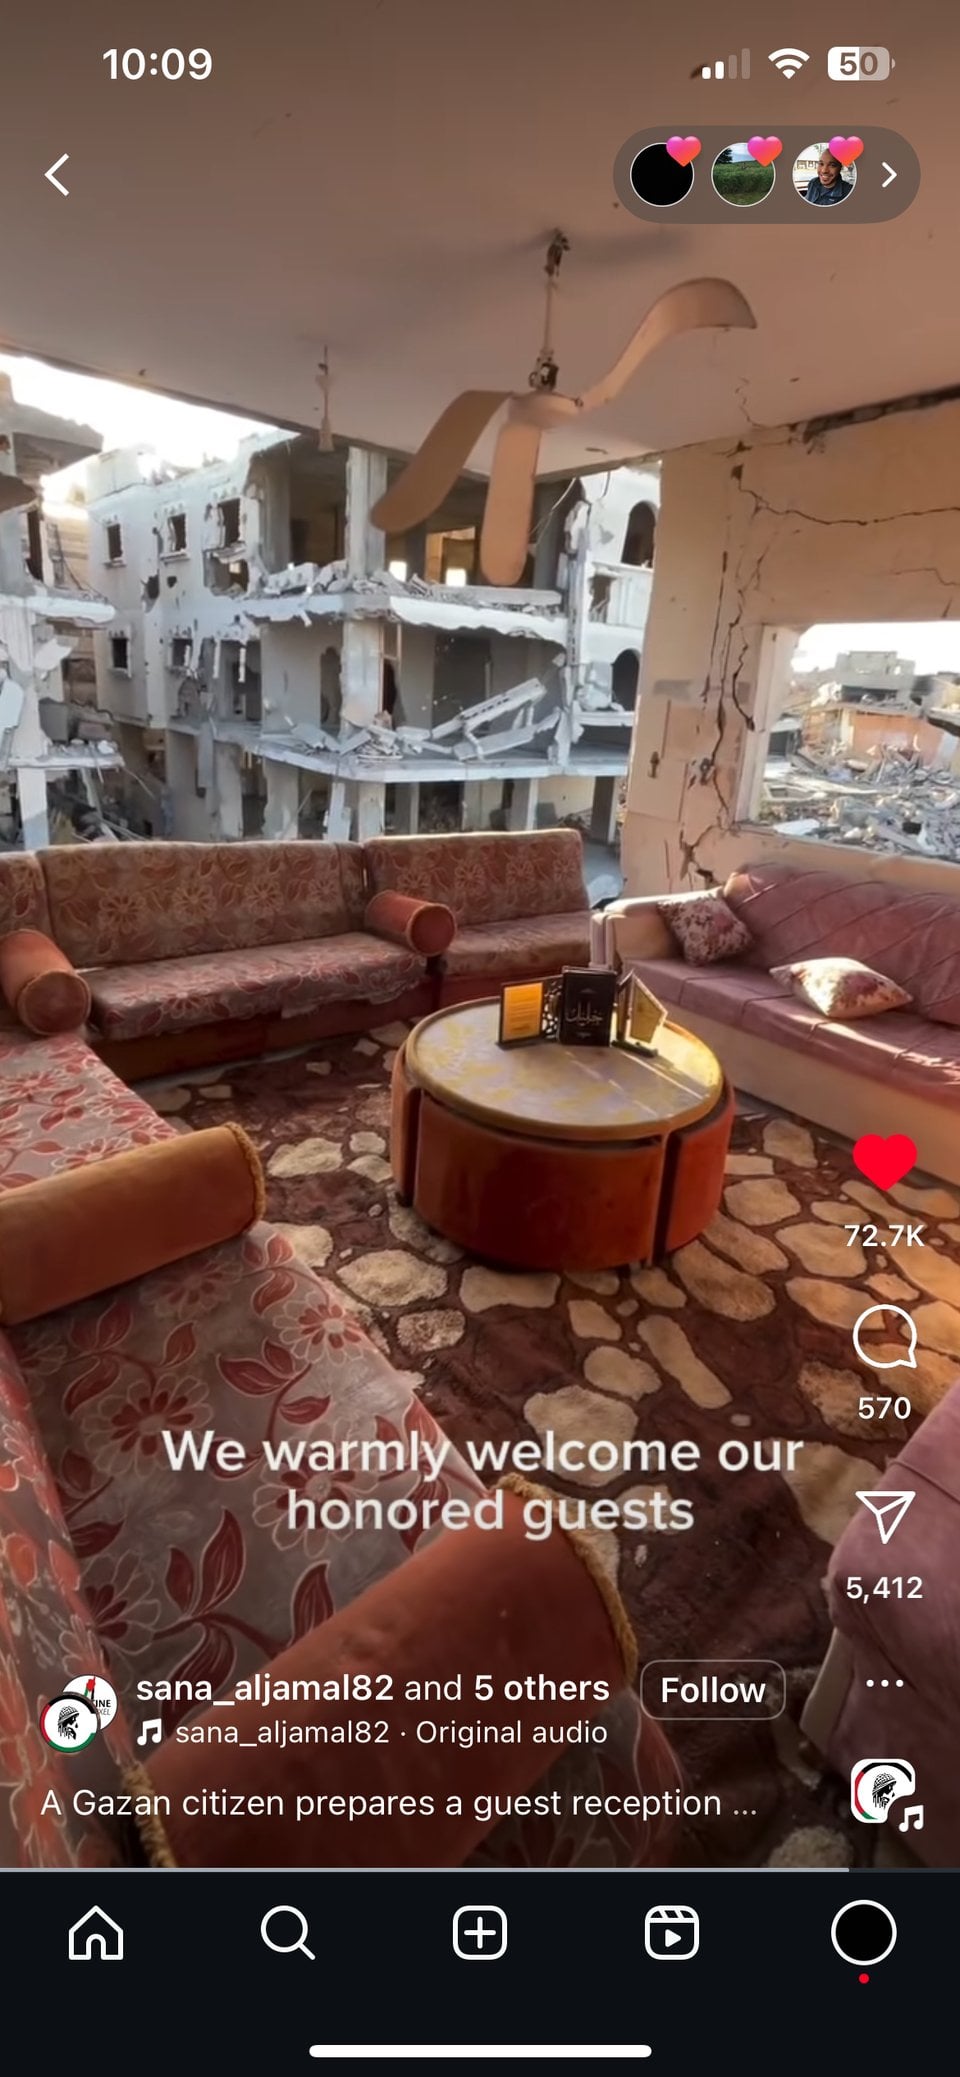 10:09
50
We warmly welcome our
honored guests
72.7K
570
5,412
sana_aljamal82 and 5 others
Follow
sana_aljamal82 · Original audio
A Gazan citizen prepares a guest reception ...